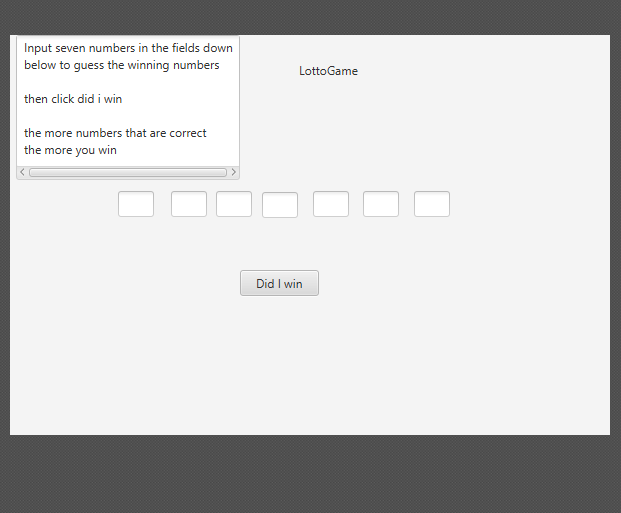 Input seven numbers in the fields down
below to guess the winning numbers
then click did i win
the more numbers that are correct
the more you win
LottoGame
Did I win